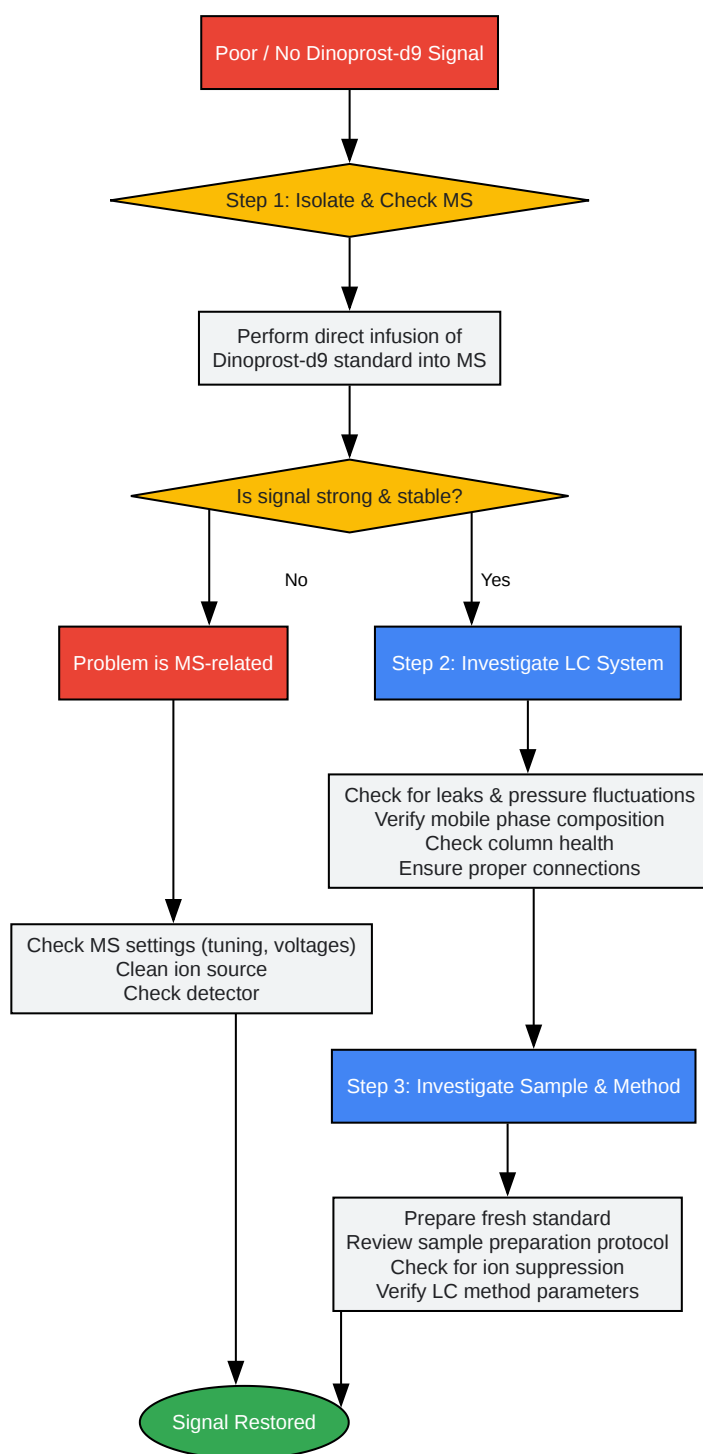 Poor / No Dinoprost-d9 Signal
Step 1: Isolate & Check MS
Perform direct infusion of
Dinoprost-d9 standard into MS
Is signal strong & stable?
No
Yes
Problem is MS-related
Step 2: Investigate LC System
Check for leaks & pressure fluctuations
Verify mobile phase composition
Check column health
Ensure proper connections
Check MS settings (tuning, voltages)
Clean ion source
Check detector
Step 3: Investigate Sample & Method
Prepare fresh standard
Review sample preparation protocol
Check for ion suppression
Verify LC method parameters
Signal Restored